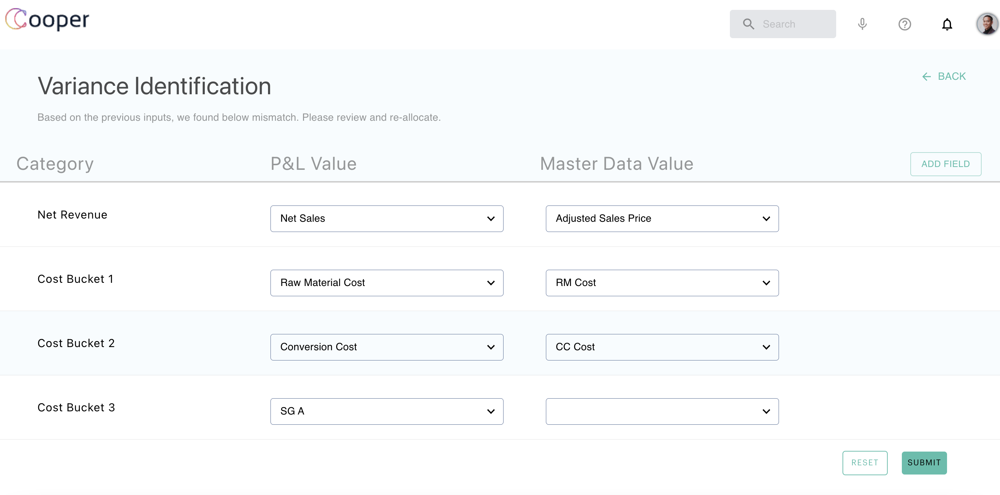 Cooper
Search
Variance Identification
← BACK
Based on the previous inputs, we found below mismatch. Please review and re-allocate.
Category P&L Value Master Data Value ADD FIELD
Net Revenue Net Sales Adjusted Sales Price
Cost Bucket 1 Raw Material Cost RM Cost
Cost Bucket 2 Conversion Cost CC Cost
Cost Bucket 3 SG A
RESET SUBMIT